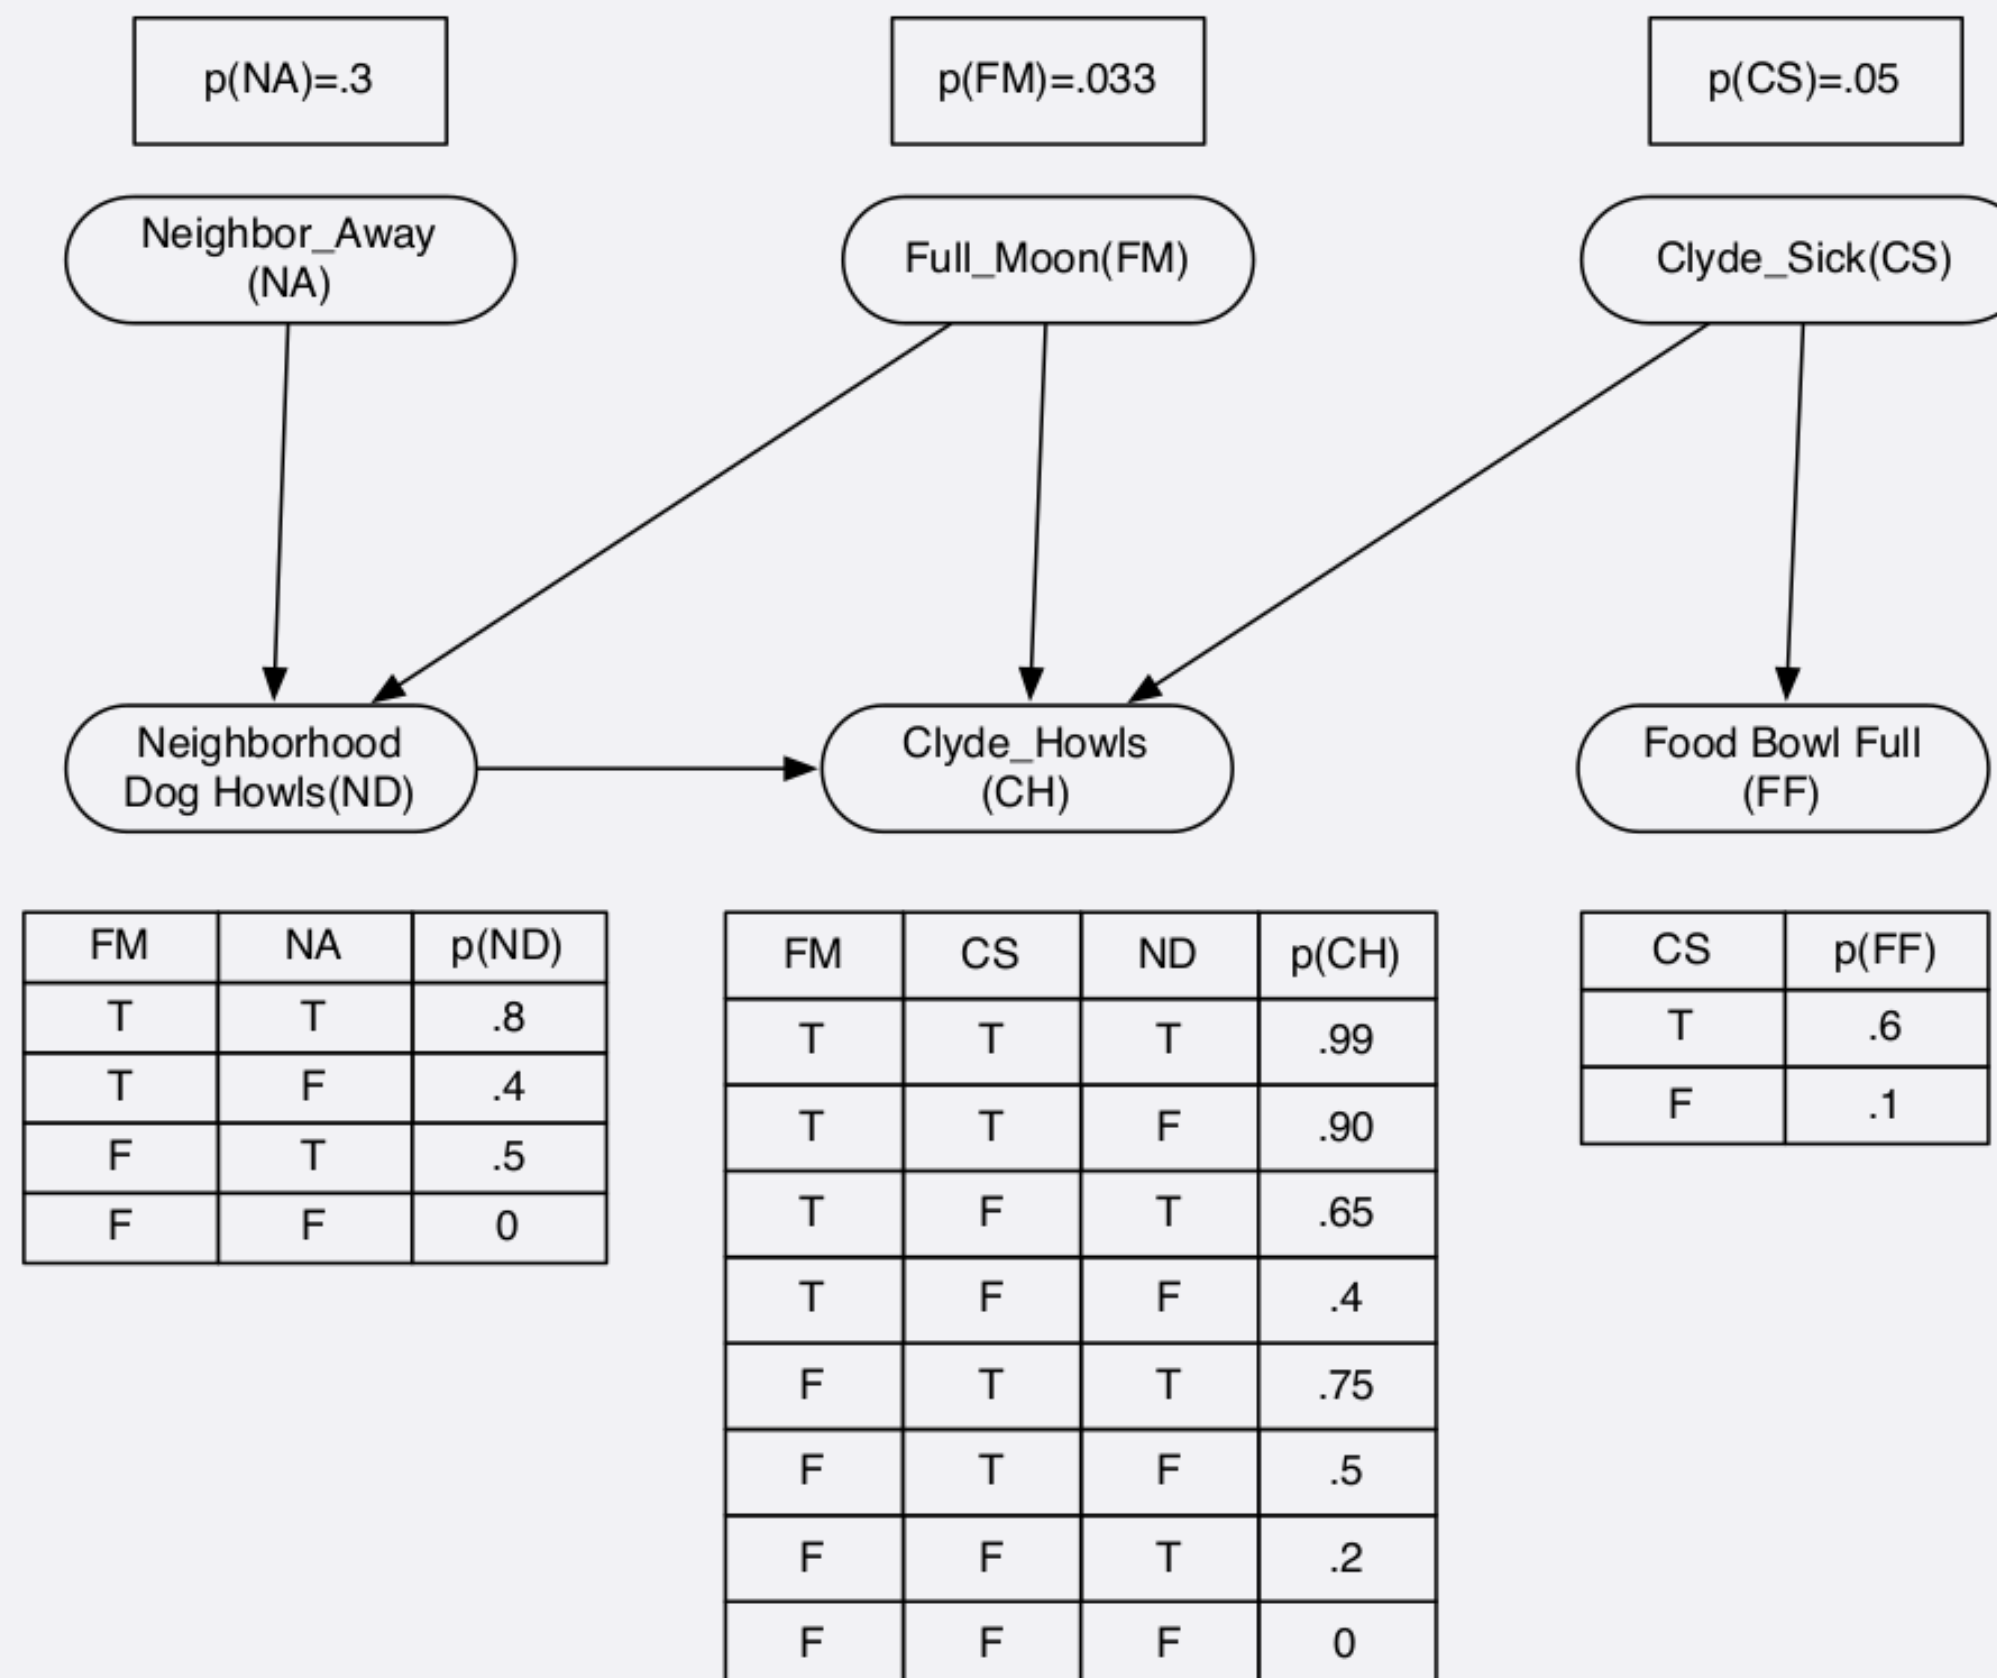 p(NA)=.3
p(FM)=.033
p(CS)=.05
Neighbor_Away
(NA)
Full_Moon(FM)
Clyde_Sick(CS)
Neighborhood
Dog Howls(ND)
Clyde_Howls
(CH)
Food Bowl Full
(FF)
FM NA p(ND)
T T .8
T F .4
F T .5
F F 0
FM CS ND p(CH)
T T T .99
T T F .90
T F T .65
T F F .4
F T T .75
F T F .5
F F T .2
F F F 0
CS p(FF)
T .6
F .1